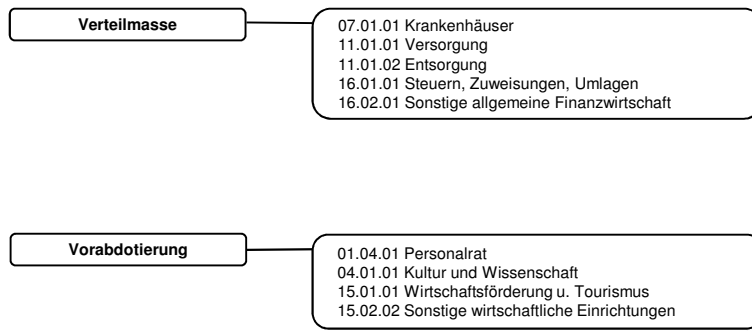 Verteilmasse
07.01.01 Krankenhäuser
11.01.01 Versorgung
11.01.02 Entsorgung
16.01.01 Steuern, Zuweisungen, Umlagen
16.02.01 Sonstige allgemeine Finanzwirtschaft
Vorabdotierung
01.04.01 Personalrat
04.01.01 Kultur und Wissenschaft
15.01.01 Wirtschaftsförderung u. Tourismus
15.02.02 Sonstige wirtschaftliche Einrichtungen